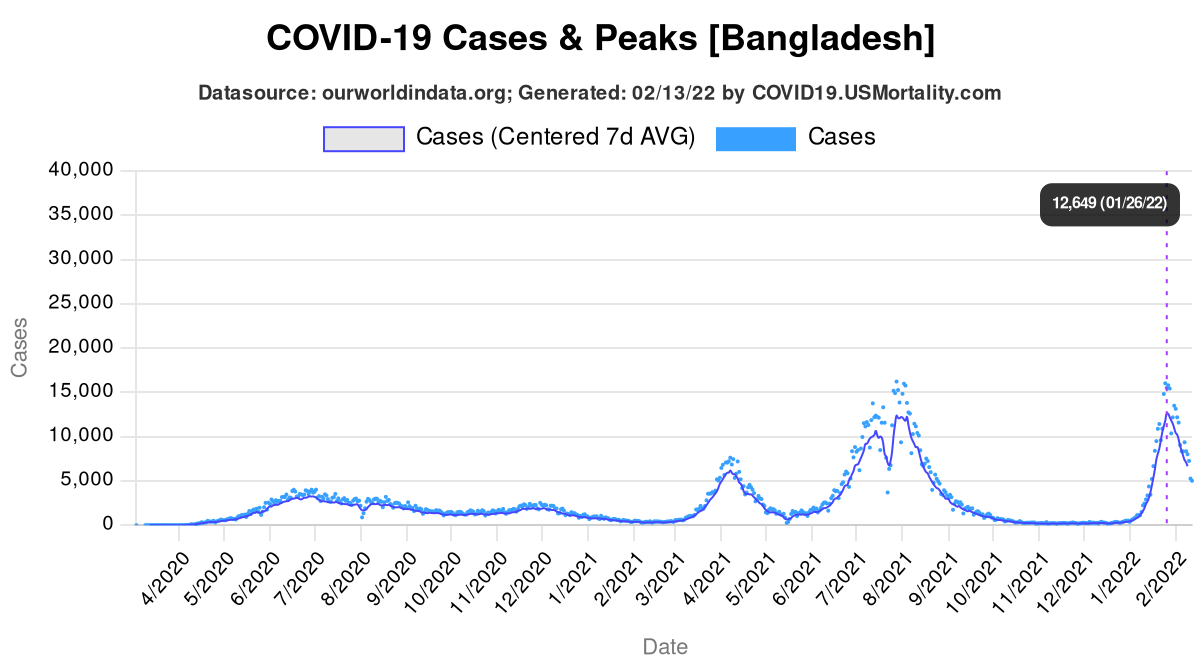 COVID-19 Cases & Peaks [Bangladesh]
Datasource: ourworldindata.org; Generated: 02/13/22 by COVID19.USMortality.com
Cases (Centered 7d AVG) Cases
40,000
12,649 (01/26/22)
35,000
30,000
25,000
20,000
15,000
10,000
5,000
0
Cases
4/2020 5/2020 6/2020 7/2020 8/2020 9/2020 10/2020 11/2020 12/2020 1/2021 2/2021 3/2021 4/2021 5/2021 6/2021 7/2021 8/2021 9/2021 10/2021 11/2021 12/2021 1/2022 2/2022
Date